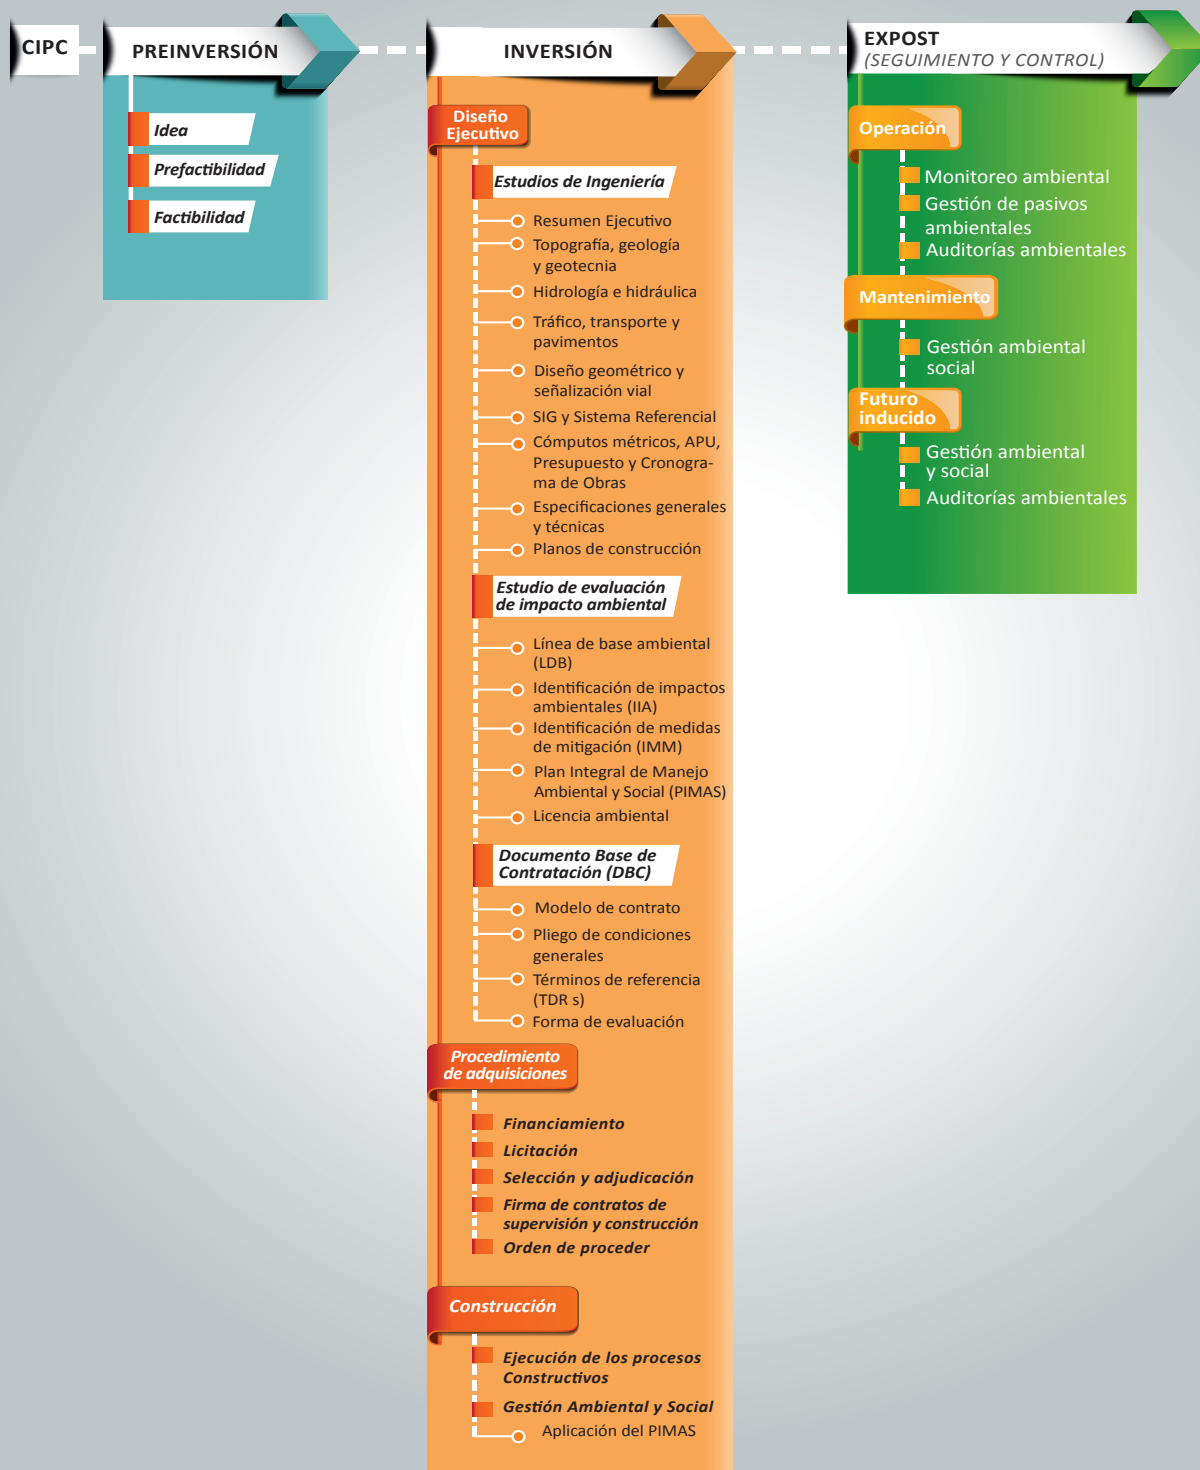 CIPC
PREINVERSIÓN
Idea
Prefactibilidad
Factibilidad
INVERSIÓN
Diseño
Ejecutivo
Estudios de Ingeniería
Resumen Ejecutivo
Topografía, geología
y geotecnia
Hidrología e hidráulica
Tráfico, transporte y
pavimentos
Diseño geométrico y
señalización vial
SIG y Sistema Referencial
Cómputos métricos, APU,
Presupuesto y Cronogra-
ma de Obras
Especificaciones generales
y técnicas
Planos de construcción
Estudio de evaluación
de impacto ambiental
Línea de base ambiental
(LDB)
Identificación de impactos
ambientales (IIA)
Identificación de medidas
de mitigación (IMM)
Plan Integral de Manejo
Ambiental y Social (PIMAS)
Licencia ambiental
Documento Base de
Contratación (DBC)
Modelo de contrato
Pliego de condiciones
generales
Términos de referencia
(TDR s)
Forma de evaluación
Procedimiento
de adquisiciones
Financiamiento
Licitación
Selección y adjudicación
Firma de contratos de
supervisión y construcción
Orden de proceder
Construcción
Ejecución de los procesos
Constructivos
Gestión Ambiental y Social
Aplicación del PIMAS
EXPOST
(SEGUIMIENTO Y CONTROL)
Operación
Monitoreo ambiental
Gestión de pasivos
ambientales
Auditorías ambientales
Mantenimiento
Gestión ambiental
social
Futuro
inducido
Gestión ambiental
y social
Auditorías ambientales